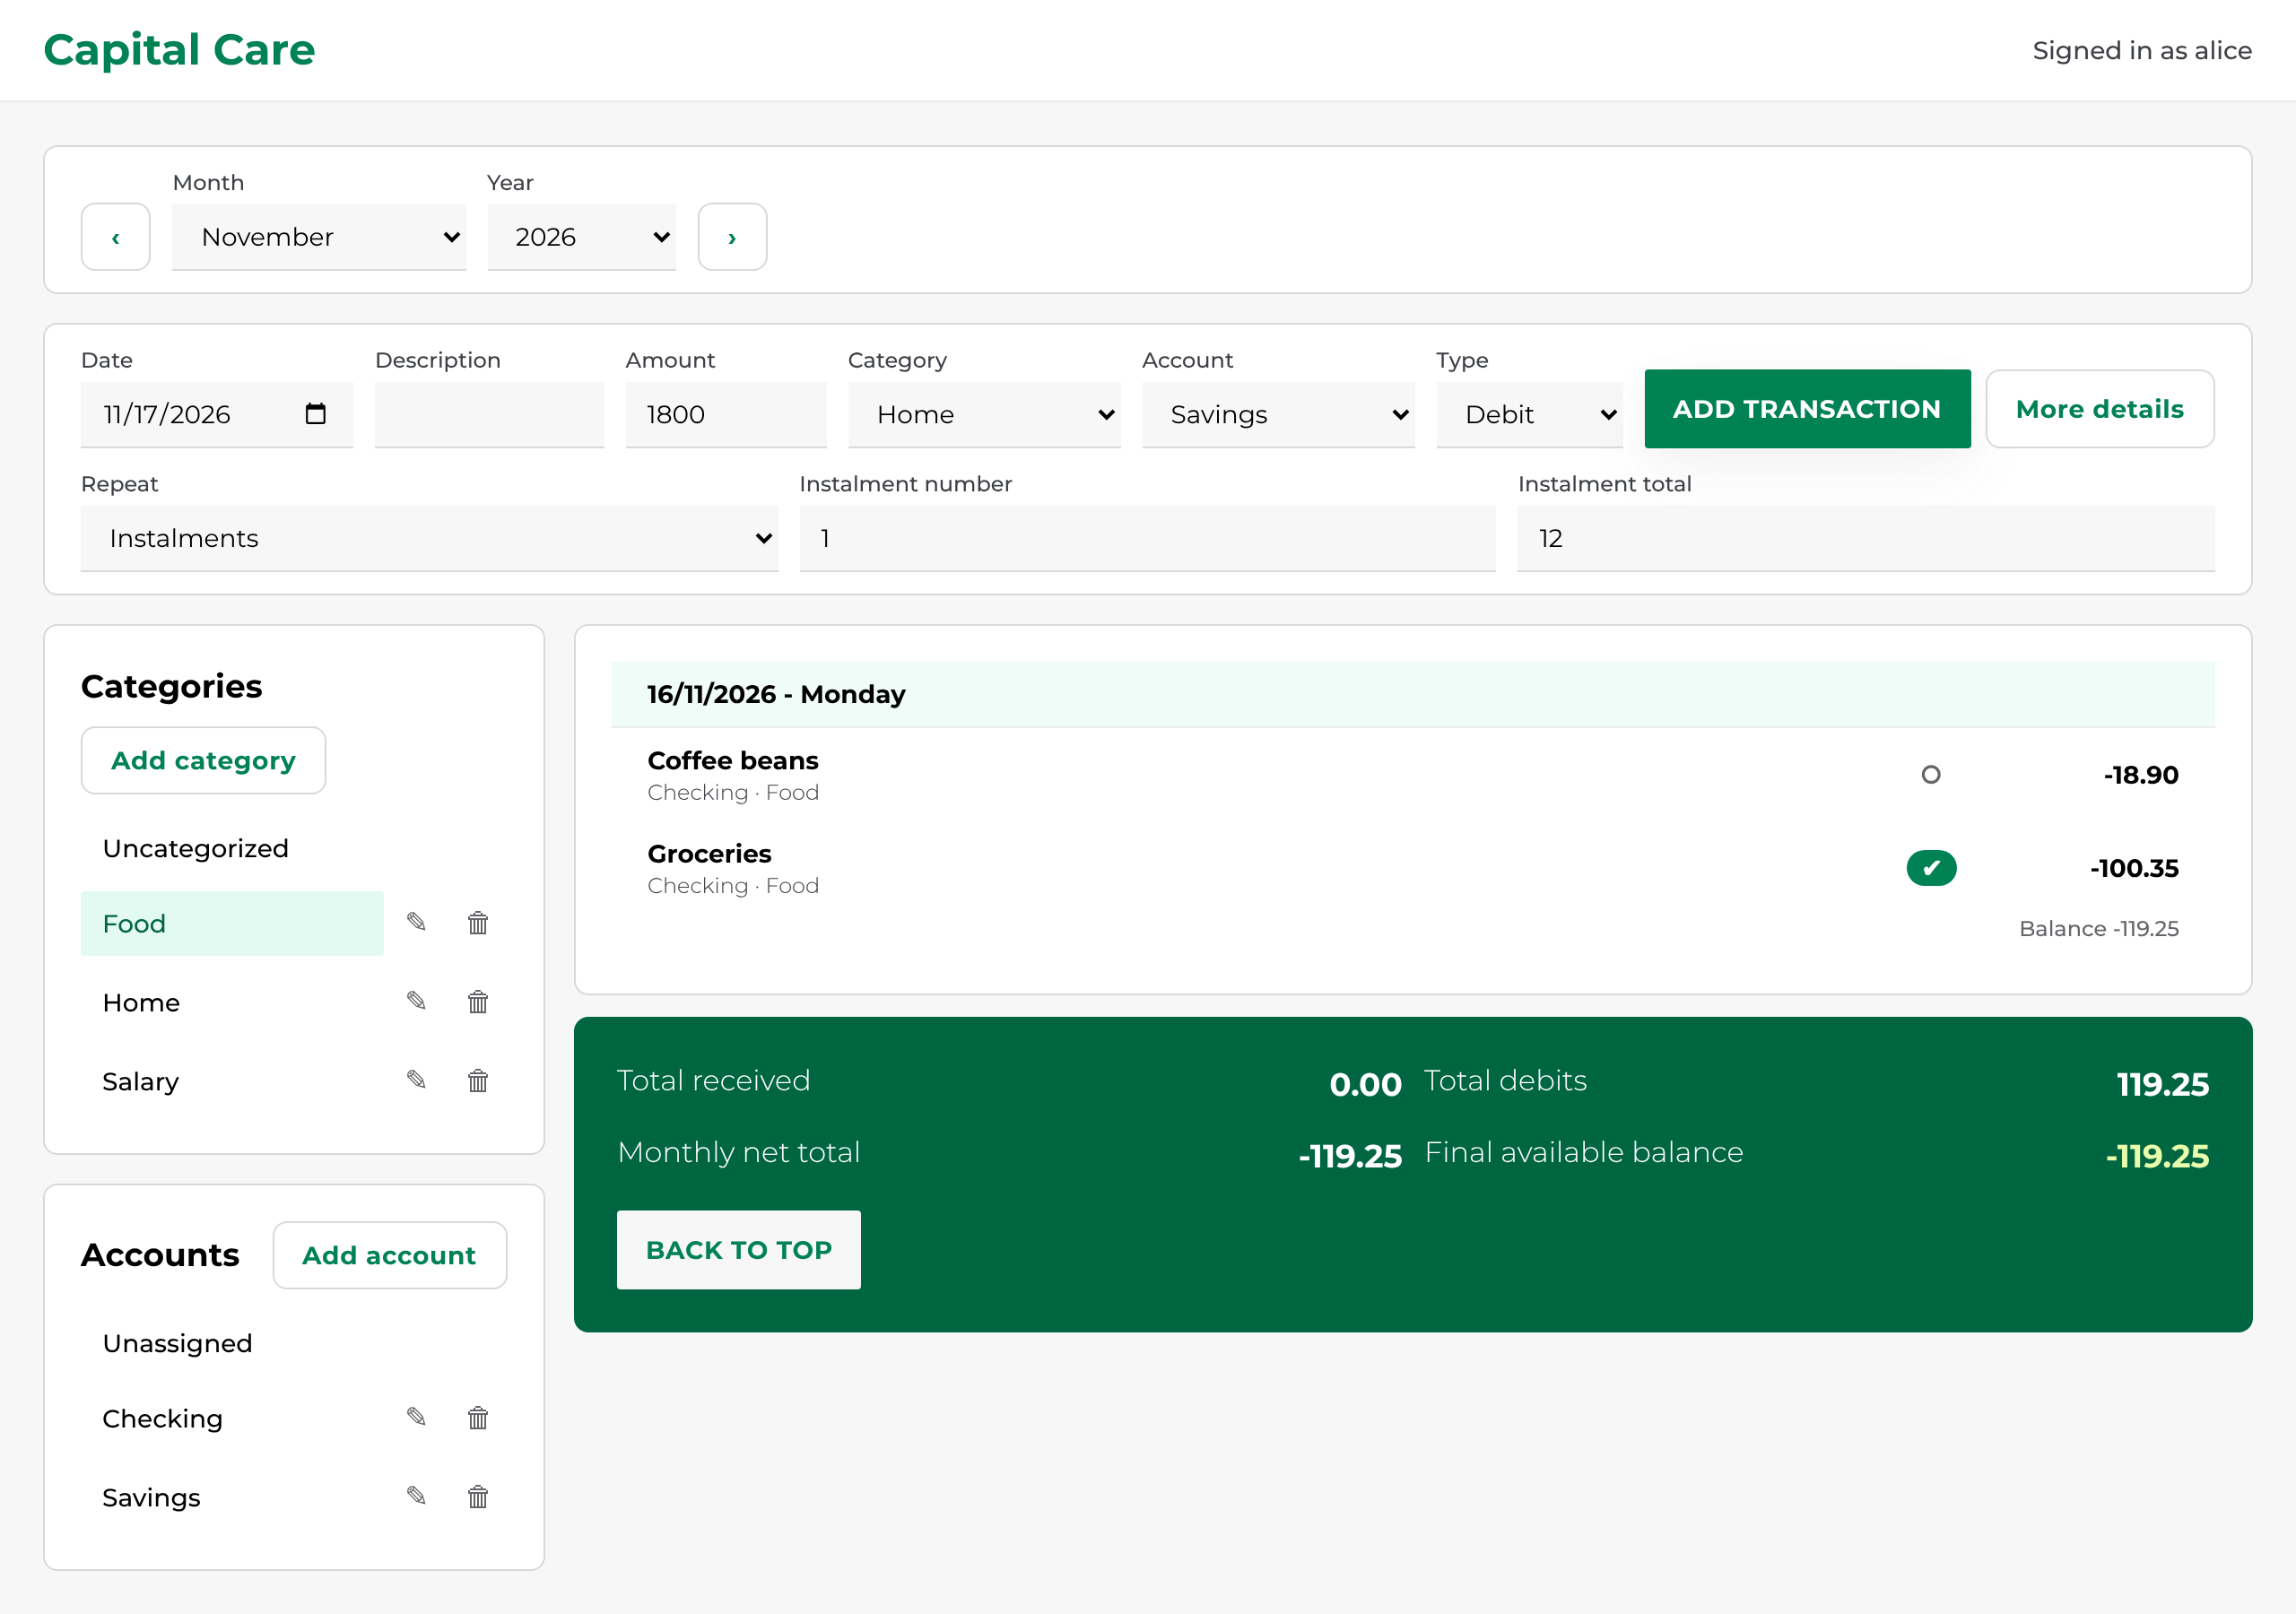 Capital Care
Signed in as alice
Month
Year
‹
November
2026
›
Date
Description
Amount
Category
Account
Type
11/17/2026
1800
Home
Savings
Debit
ADD TRANSACTION
More details
Repeat
Instalment number
Instalment total
Instalments
1
12
Categories
Add category
Uncategorized
Food
Home
Salary
Accounts
Add account
Unassigned
Checking
Savings
16/11/2026 - Monday
Coffee beans
Checking · Food
-18.90
Groceries
Checking · Food
✔
-100.35
Balance -119.25
Total received
0.00
Total debits
119.25
Monthly net total
-119.25
Final available balance
-119.25
BACK TO TOP